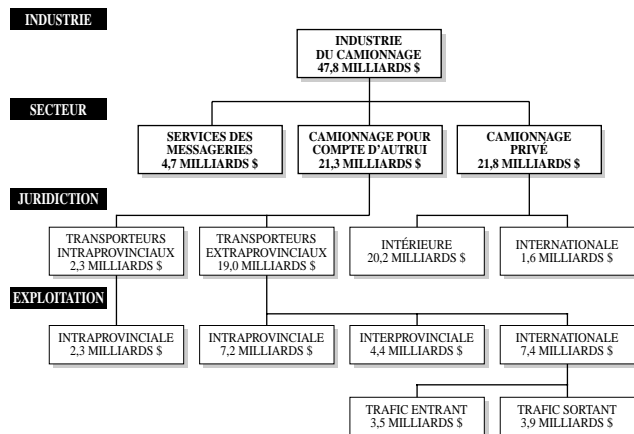 INDUSTRIE
INDUSTRIE
DU CAMIONNAGE
47,8 MILLIARDS $
SECTEUR
SERVICES DES
MESSAGERIES
4,7 MILLIARDS $
CAMIONNAGE POUR
COMPTE D'AUTRUI
21,3 MILLIARDS $
CAMIONNAGE
PRIVÉ
21,8 MILLIARDS $
JURIDICTION
TRANSPORTEURS
INTRAPROVINCIAUX
2,3 MILLIARDS $
TRANSPORTEURS
EXTRAPROVINCIAUX
19,0 MILLIARDS $
INTÉRIEURE
20,2 MILLIARDS $
INTERNATIONALE
1,6 MILLIARDS $
EXPLOITATION
INTRAPROVINCIALE
2,3 MILLIARDS $
INTRAPROVINCIALE
7,2 MILLIARDS $
INTERPROVINCIALE
4,4 MILLIARDS $
INTERNATIONALE
7,4 MILLIARDS $
TRAFIC ENTRANT
3,5 MILLIARDS $
TRAFIC SORTANT
3,9 MILLIARDS $